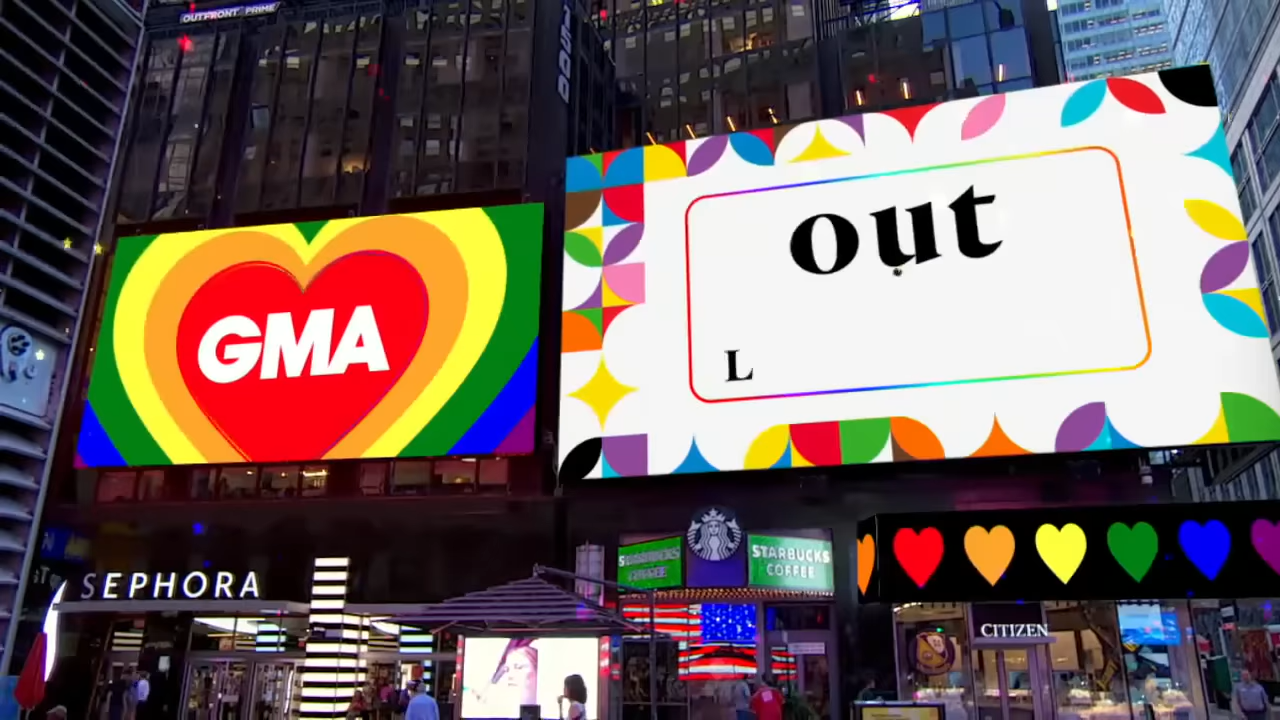 OUTFRONT PRIME
GMA
out
L
SEPHORA
STARBUCKS
COFFEE
STARBUCKS
COFFEE
CITIZEN